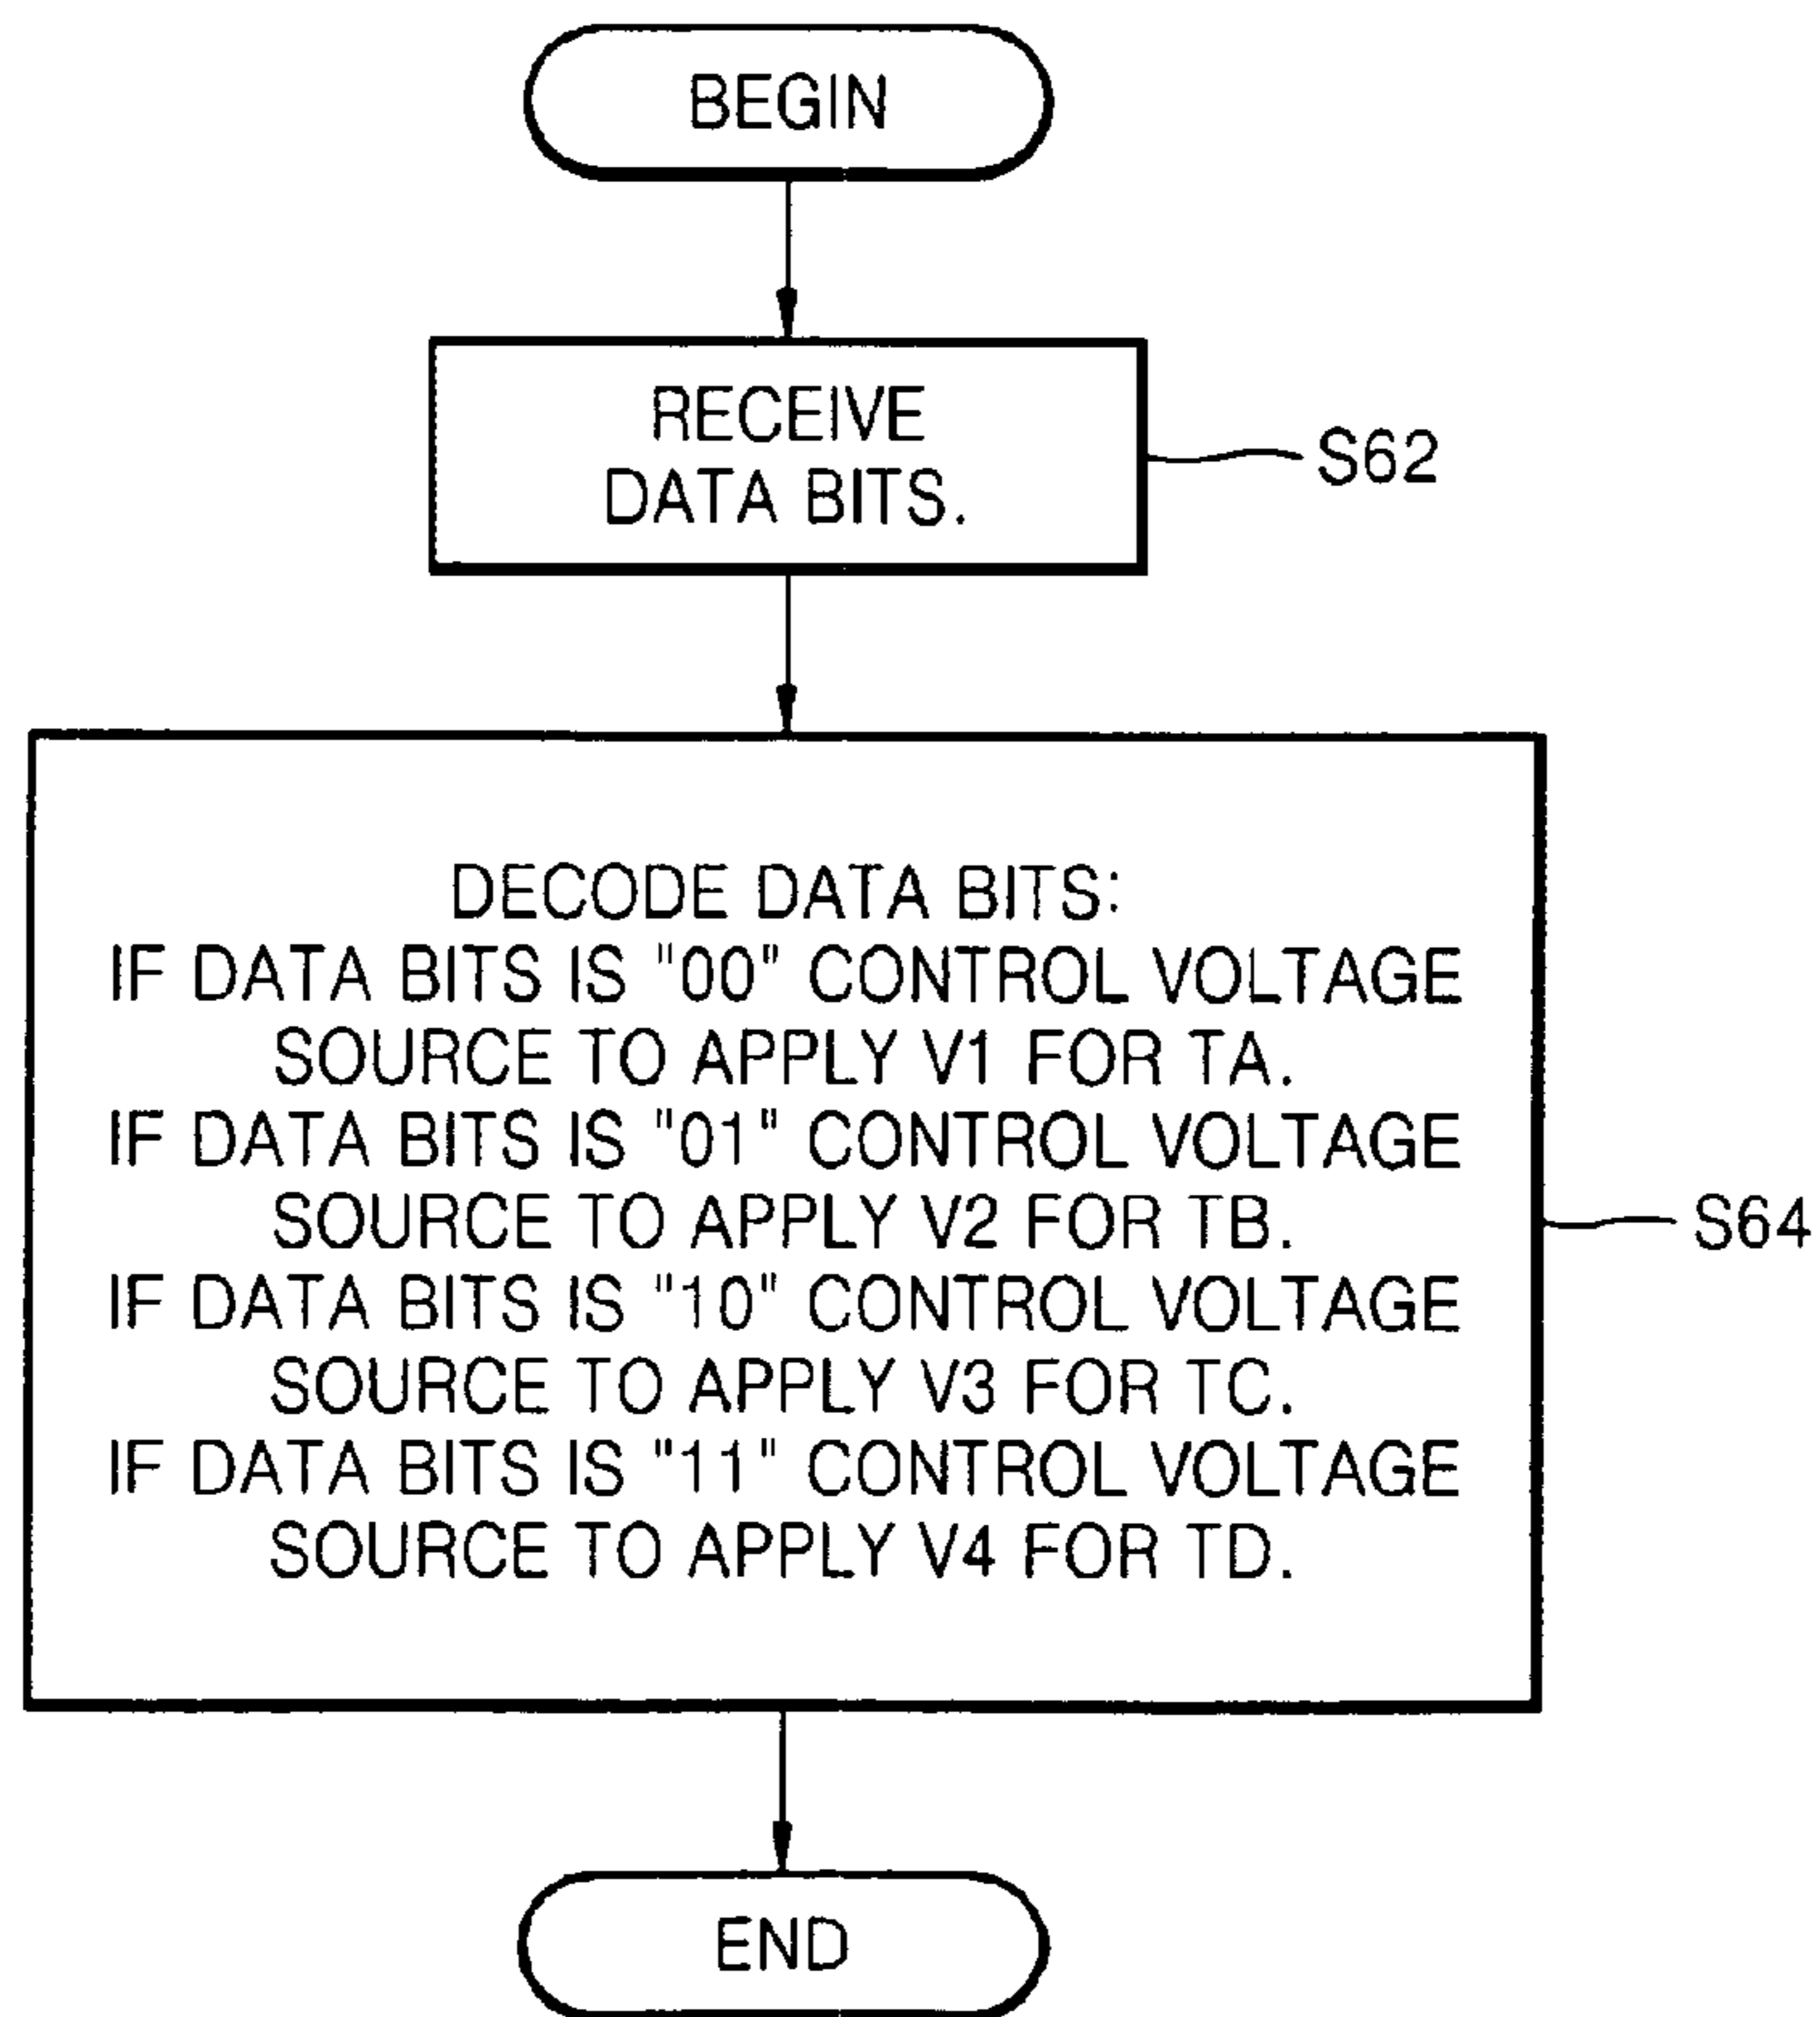 BEGIN
RECEIVE
DATA BITS.
S62
DECODE DATA BITS:
IF DATA BITS IS "00" CONTROL VOLTAGE
SOURCE TO APPLY V1 FOR TA.
IF DATA BITS IS "01" CONTROL VOLTAGE
SOURCE TO APPLY V2 FOR TB.
IF DATA BITS IS "10" CONTROL VOLTAGE
SOURCE TO APPLY V3 FOR TC.
IF DATA BITS IS "11" CONTROL VOLTAGE
SOURCE TO APPLY V4 FOR TD.
S64
END